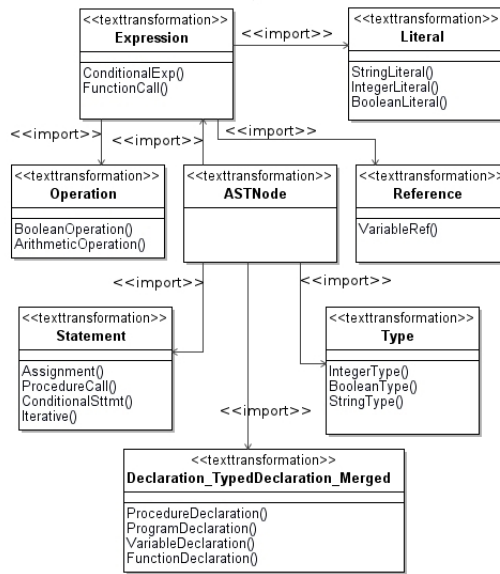 <<texttransformation>>
Expression
ConditionalExp()
FunctionCall()
<<import>>
<<texttransformation>>
Literal
StringLiteral()
IntegerLiteral()
BooleanLiteral()
<<import>>
<<import>>
<<import>>
<<texttransformation>>
Operation
BooleanOperation()
ArithmeticOperation()
<<texttransformation>>
ASTNode
<<texttransformation>>
Reference
VariableRef()
<<import>>
<<import>>
<<texttransformation>>
Statement
Assignment()
ProcedureCall()
ConditionalSttmt()
Iterative()
<<texttransformation>>
Type
IntegerType()
BooleanType()
StringType()
<<import>>
<<texttransformation>>
Declaration_TypedDeclaration_Merged
ProcedureDeclaration()
ProgramDeclaration()
VariableDeclaration()
FunctionDeclaration()